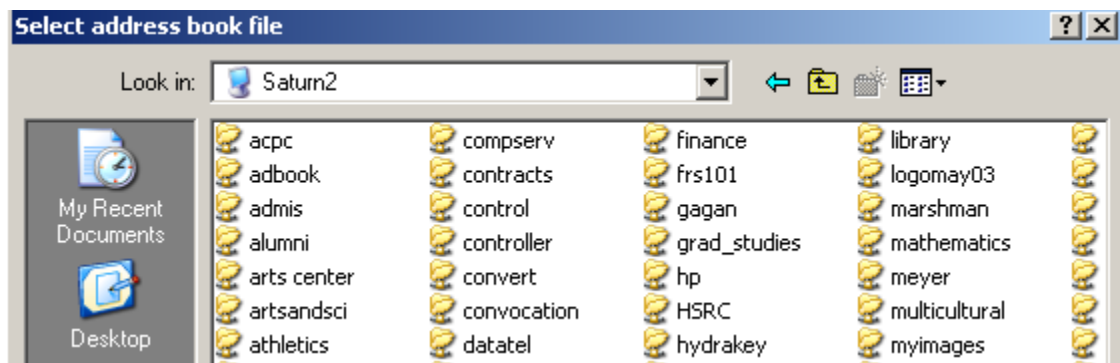 Select address book file
Look in: Saturn2
acpc compserv finance library
adbook contracts frs101 logomay03
My Recent Documents
admis control gagan marshman
alumni controller grad_studies mathematics
arts center convert hp meyer
artsandsci convocation HSRC multicultural
Desktop
athletics datatel hydrakey myimages